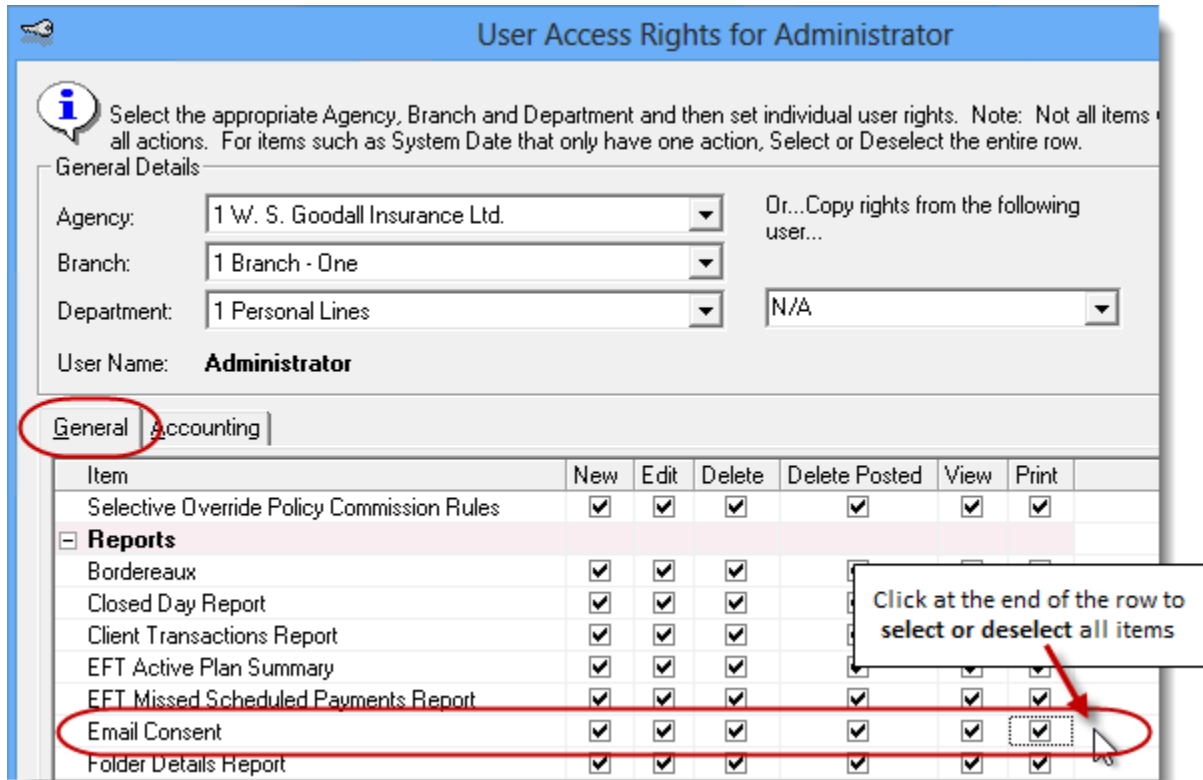 User Access Rights for Administrator
Select the appropriate Agency, Branch and Department and then set individual user rights. Note: Not all items
all actions. For items such as System Date that only have one action, Select or Deselect the entire row.
General Details
Agency: 1 W. S. Goodall Insurance Ltd.
Or...Copy rights from the following
user...
Branch: 1 Branch - One
Department: 1 Personal Lines N/A
User Name: Administrator
General Accounting
Item New Edit Delete Delete Posted View Print
Selective Override Policy Commission Rules
Reports
Bordereaux
Closed Day Report
Client Transactions Report
EFT Active Plan Summary
EFT Missed Scheduled Payments Report
Email Consent
Folder Details Report
Click at the end of the row to
select or deselect all items